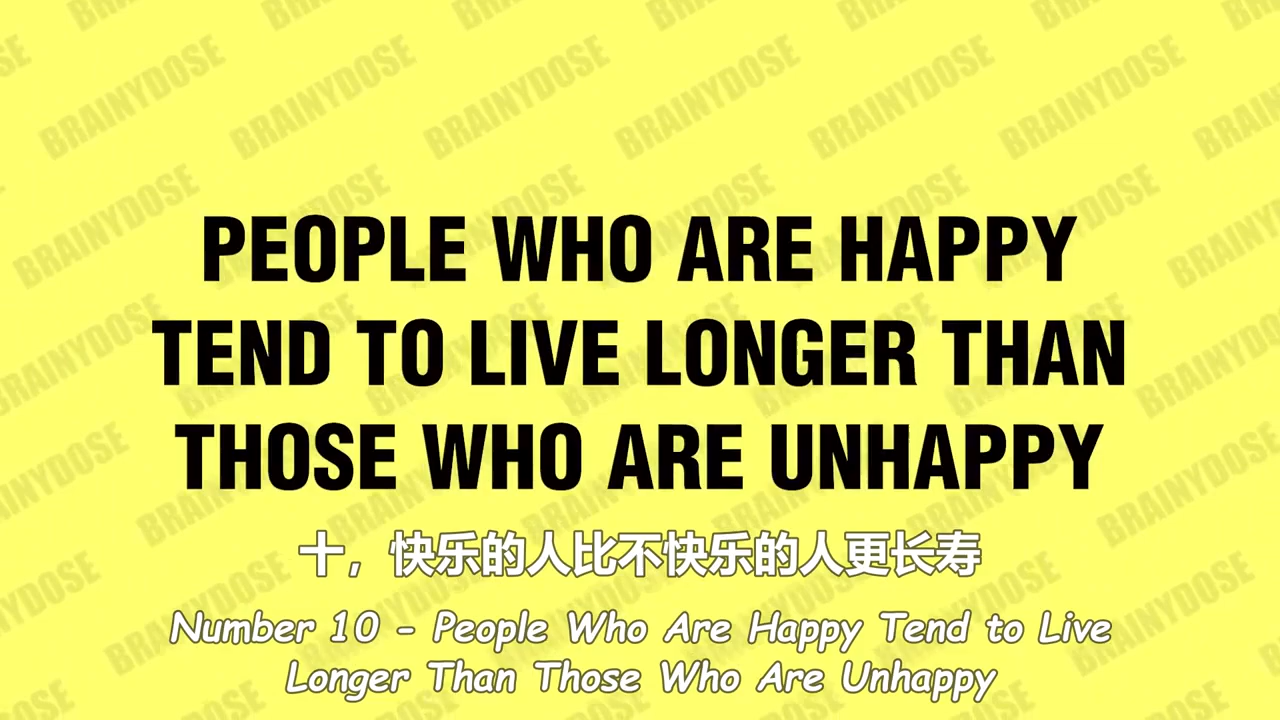 PEOPLE WHO ARE HAPPY
TEND TO LIVE LONGER THAN
THOSE WHO ARE UNHAPPY
十，快乐的人比不快乐的人更长寿
Number 10 - People Who Are Happy Tend to Live
Longer Than Those Who Are Unhappy
BRAINYDOSE